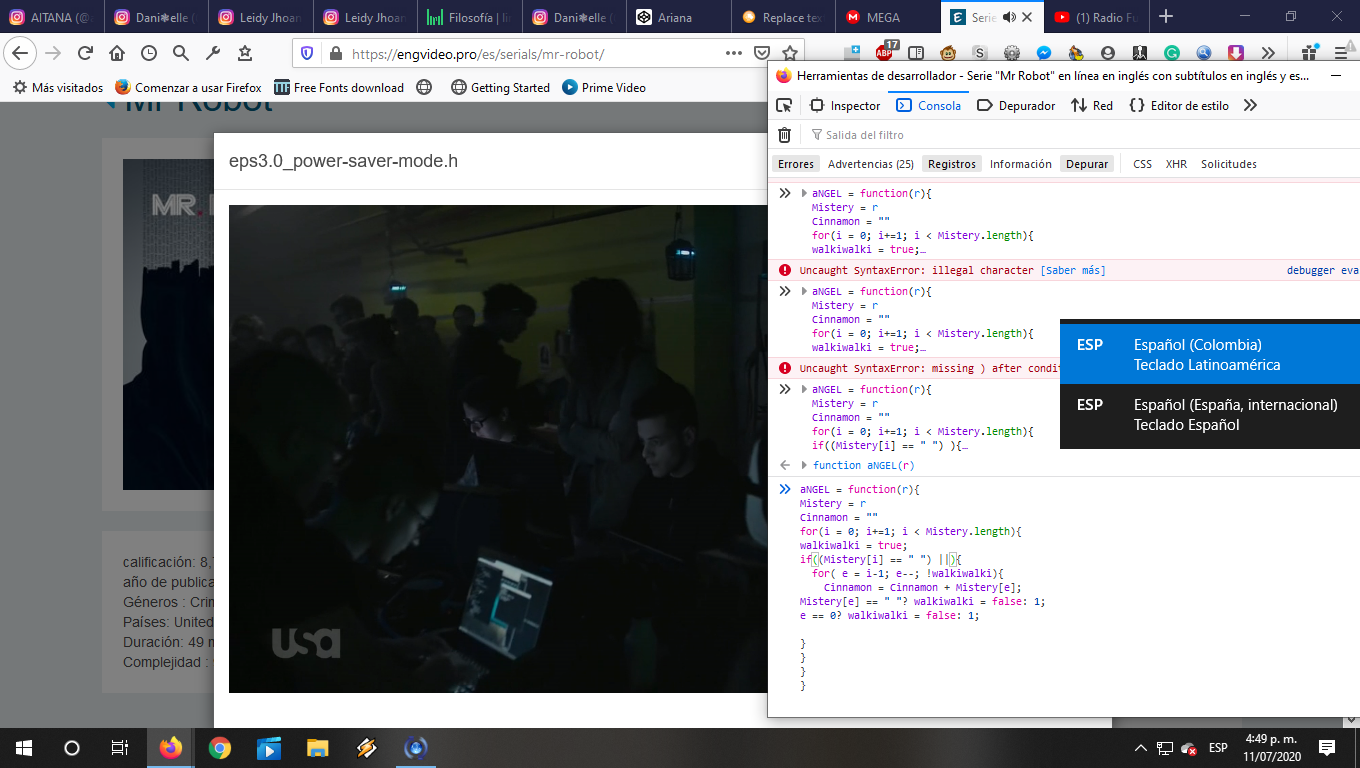 AITANA (@
Dani❃elle (
Leidy Jhoan
Leidy Jhoan
Filosofía | li
Dani❃elle (
Ariana
Replace tex
MEGA
Serie
(1) Radio Fu
https://engvideo.pro/es/serials/mr-robot/
17
ABP
Más visitados
Comenzar a usar Firefox
Free Fonts download
Getting Started
Prime Video
Mr Robot
MR.
eps3.0_power-saver-mode.h
usa
calificación: 8,
año de publica
Géneros : Crim
Países: United
Duración: 49 m
Complejidad :
Herramientas de desarrollador - Serie "Mr Robot" en línea en inglés con subtítulos en inglés y es...
Inspector
Consola
Depurador
Red
Editor de estilo
Salida del filtro
Errores
Advertencias (25)
Registros
Información
Depurar
CSS
XHR
Solicitudes
aNGEL = function(r){
Mistery = r
Cinnamon = ""
for(i = 0; i+=1; i < Mistery.length){
walkiwalki = true;…
Uncaught SyntaxError: illegal character [Saber más]
debugger eva
aNGEL = function(r){
Mistery = r
Cinnamon = ""
for(i = 0; i+=1; i < Mistery.length){
walkiwalki = true;…
Uncaught SyntaxError: missing ) after condit
aNGEL = function(r){
Mistery = r
Cinnamon = ""
for(i = 0; i+=1; i < Mistery.length){
if((Mistery[i] == " ") ){…
function aNGEL(r)
aNGEL = function(r){
Mistery = r
Cinnamon = ""
for(i = 0; i+=1; i < Mistery.length){
walkiwalki = true;
if((Mistery[i] == " ") ||){
for( e = i-1; e--; !walkiwalki){
Cinnamon = Cinnamon + Mistery[e];
Mistery[e] == " "? walkiwalki = false: 1;
e == 0? walkiwalki = false: 1;
}
}
}
}
ESP
Español (Colombia)
Teclado Latinoamérica
ESP
Español (España, internacional)
Teclado Español
ESP
4:49 p. m.
11/07/2020